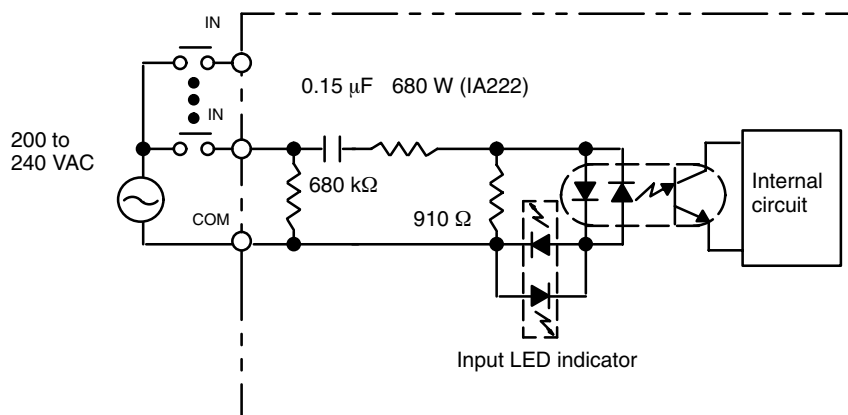 IN
0.15 μF 680 W (IA222)
IN
200 to
240 VAC
680 kΩ
Internal
circuit
COM
910 Ω
Input LED indicator